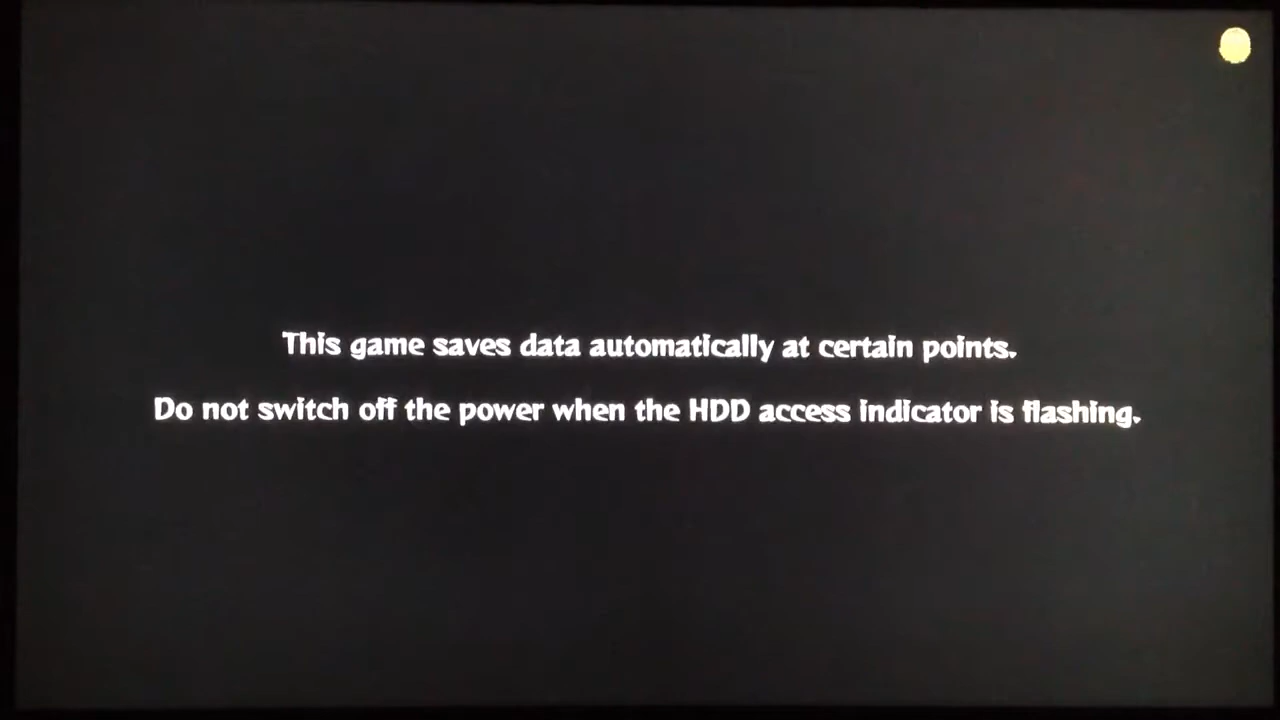 This game saves data automatically at certain points.
Do not switch off the power when the HDD access indicator is flashing.